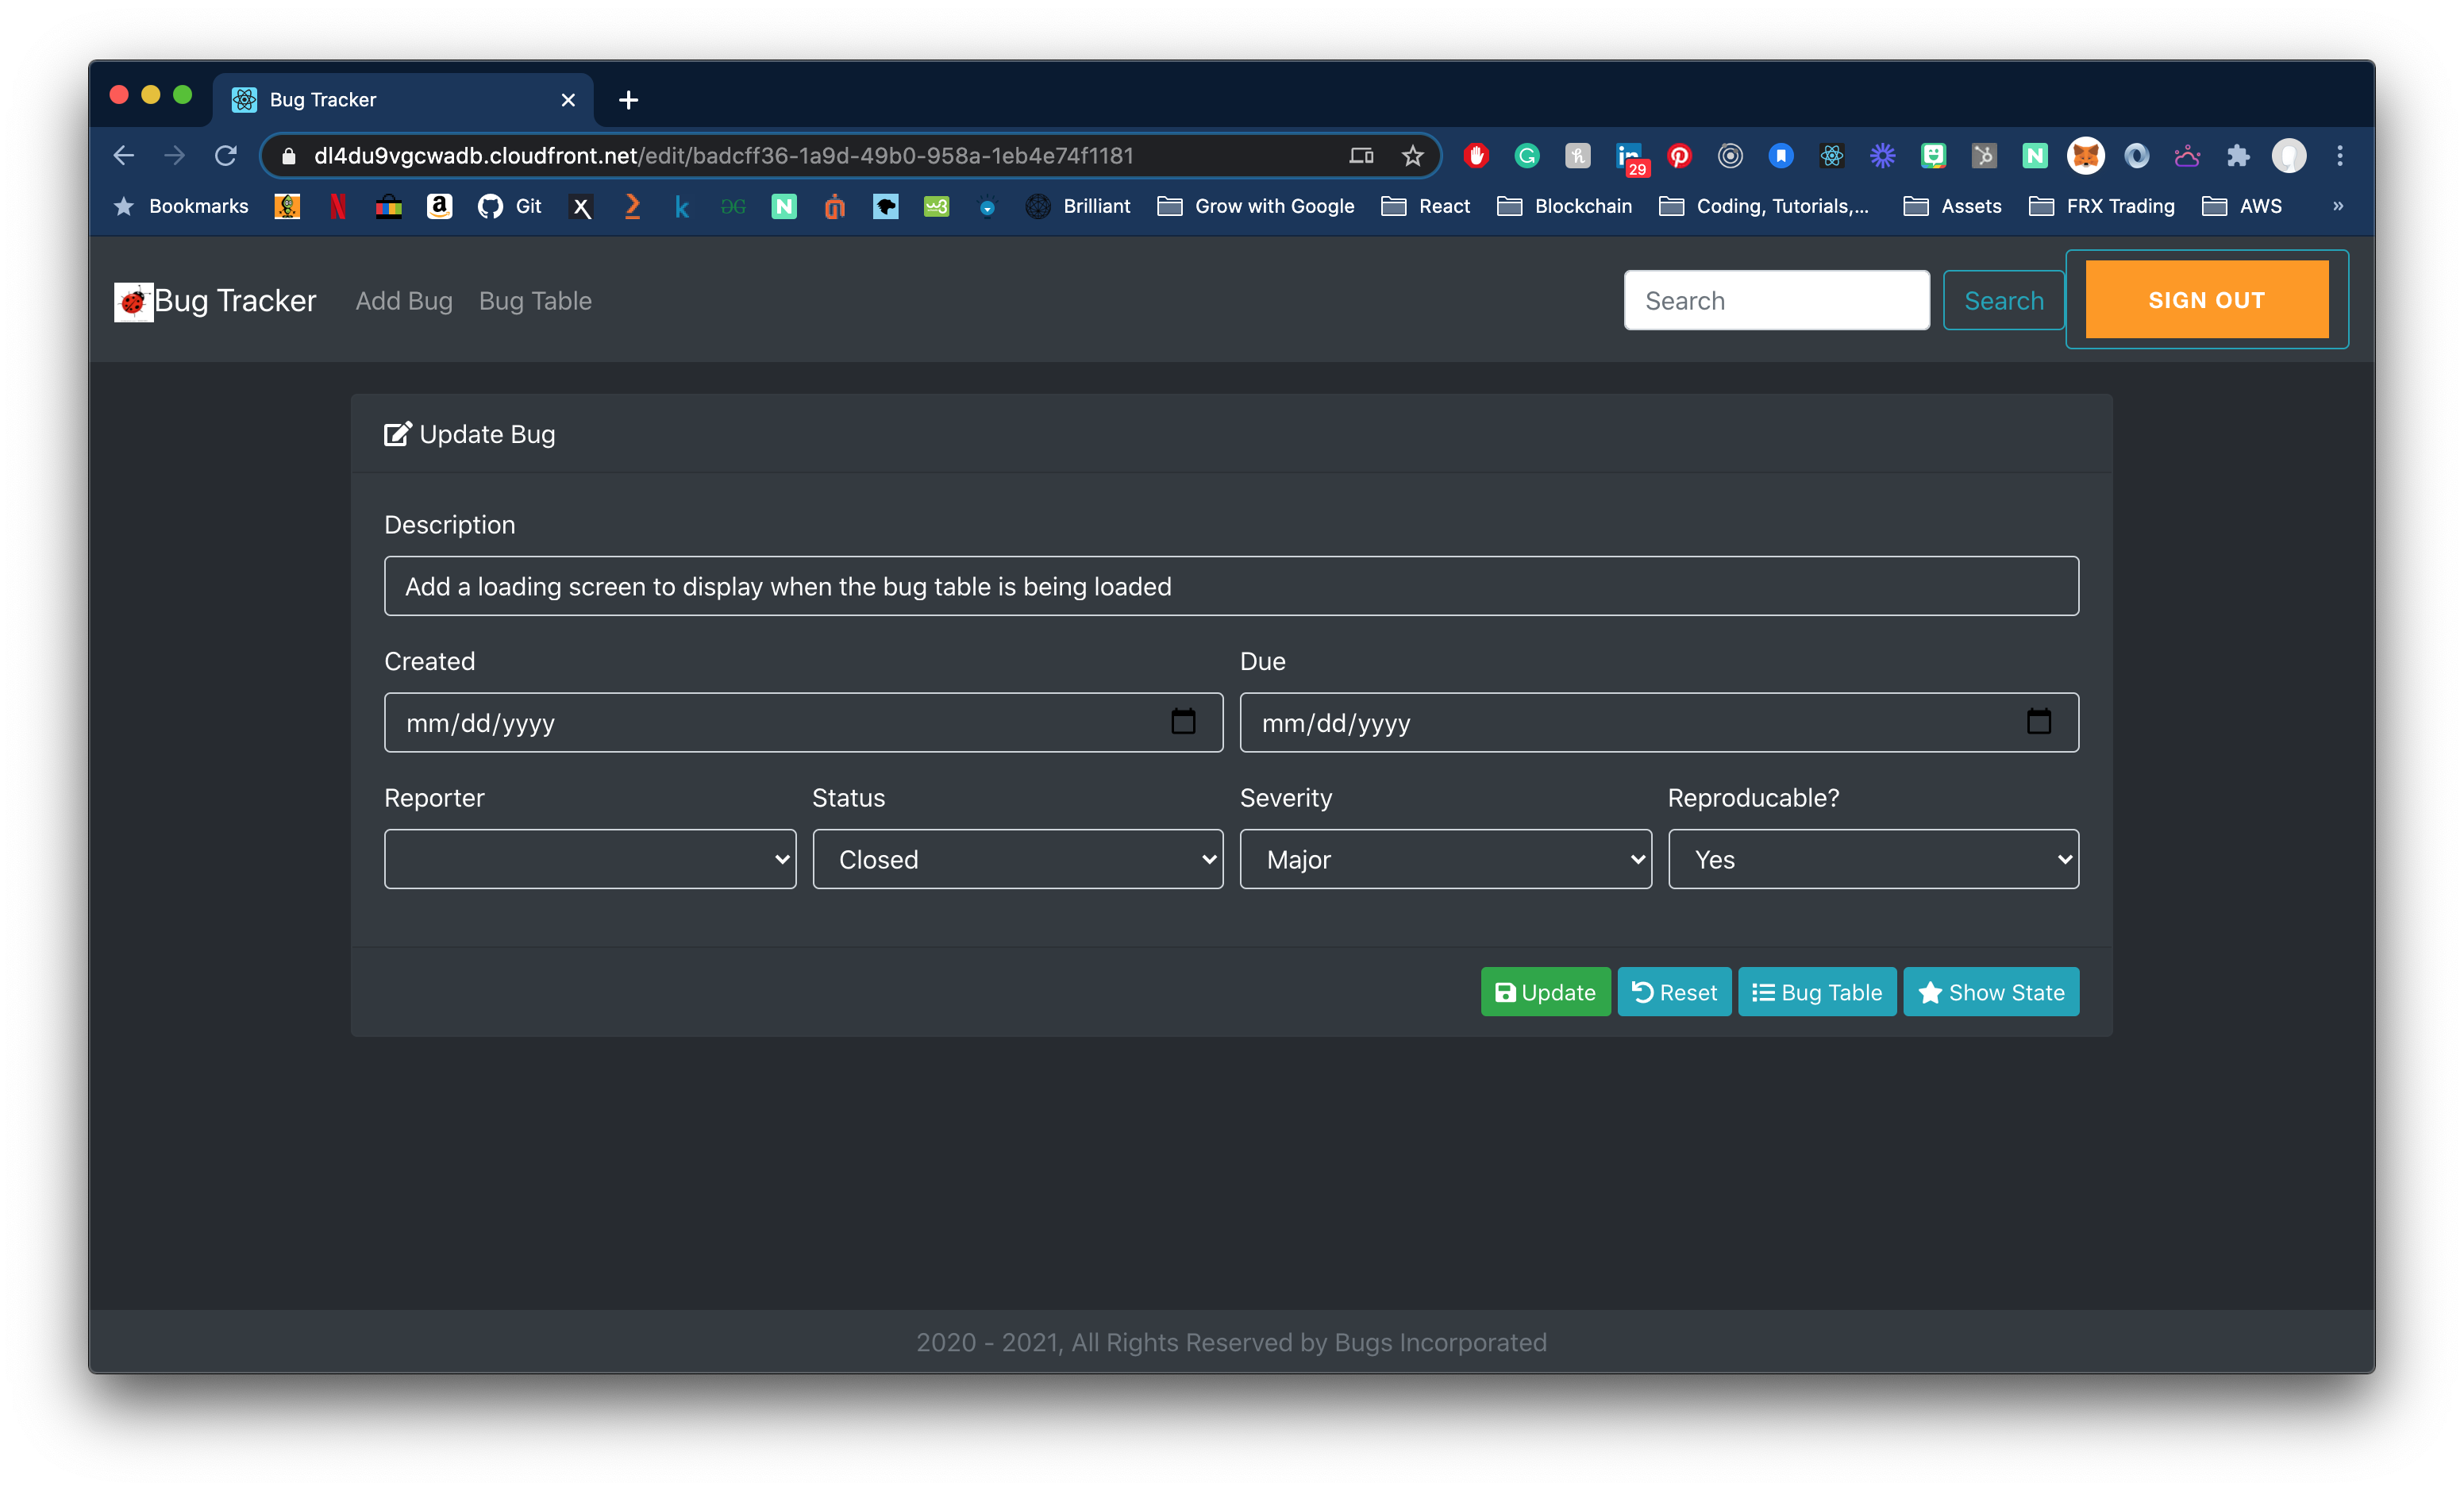 Bug Tracker
dl4du9vgcwadb.cloudfront.net/edit/badcff36-1a9d-49b0-958a-1eb4e74f1181
29
Bookmarks Git Brilliant Grow with Google React Blockchain Coding, Tutorials,... Assets FRX Trading AWS »
Bug Tracker Add Bug Bug Table Search Search SIGN OUT
Update Bug
Description
Add a loading screen to display when the bug table is being loaded
Created Due
mm/dd/yyyy mm/dd/yyyy
Reporter Status Severity Reproducable?
Closed Major Yes
Update Reset Bug Table Show State
2020 - 2021, All Rights Reserved by Bugs Incorporated